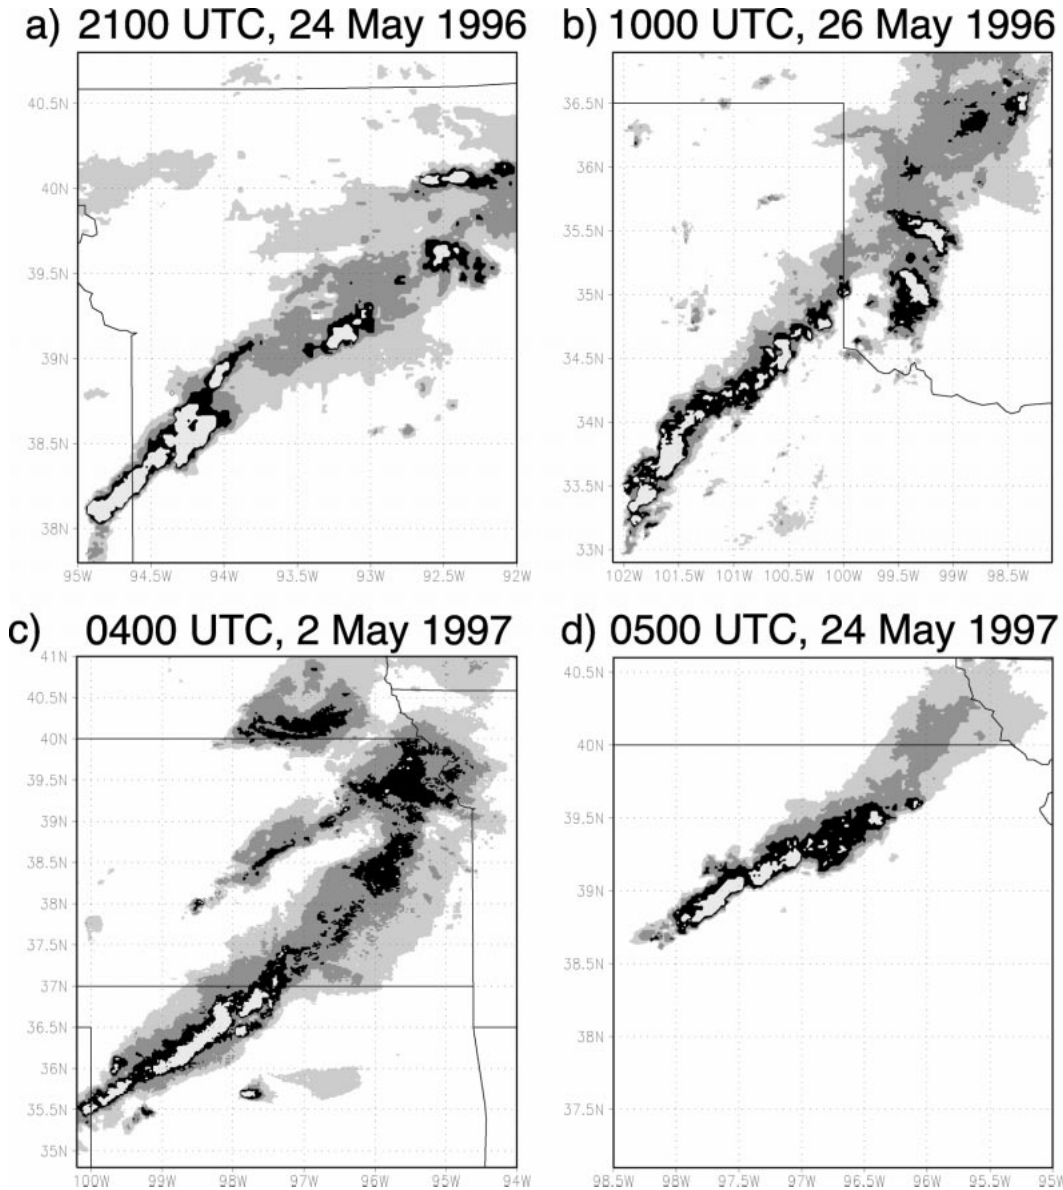 a) 2100 UTC, 24 May 1996
40.5N
40N
39.5N
39N
38.5N
38N
95W 94.5W 94W 93.5W 93W 92.5W 92W
b) 1000 UTC, 26 May 1996
36.5N
36N
35.5N
35N
34.5N
34N
33.5N
33N
102W 101.5W 101W 100.5W 100W 99.5W 99W 98.5W
c) 0400 UTC, 2 May 1997
41N
40.5N
40N
39.5N
39N
38.5N
38N
37.5N
37N
36.5N
36N
35.5N
35N
100W 99W 98W 97W 96W 95W 94W
d) 0500 UTC, 24 May 1997
40.5N
40N
39.5N
39N
38.5N
38N
37.5N
98.5W 98W 97.5W 97W 96.5W 96W 95.5W 95